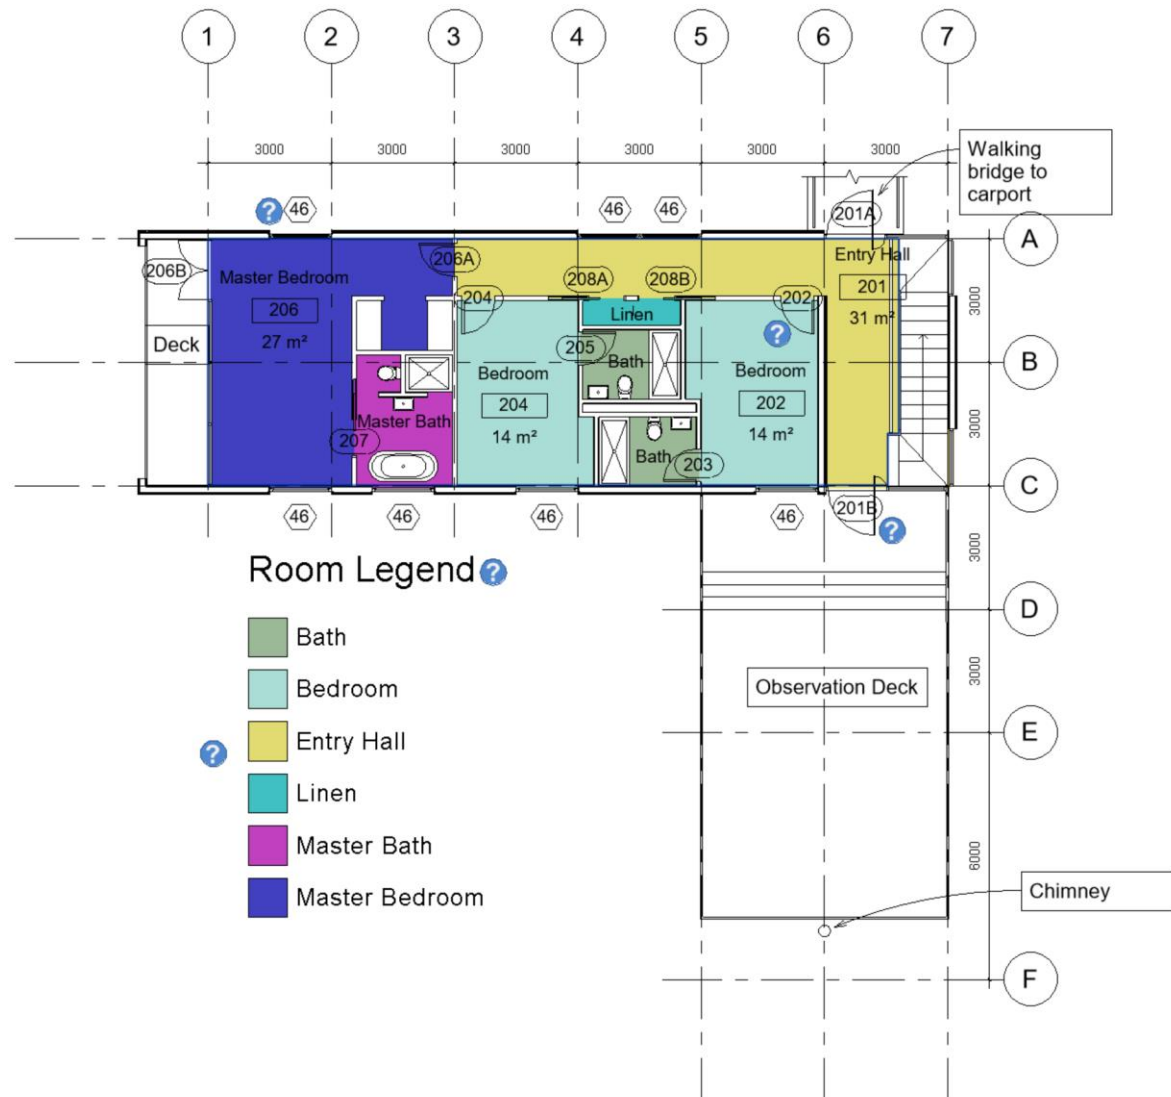 1 2 3 4 5 6 7
3000 3000 3000 3000 3000 3000
Walking
bridge to
carport
? 46 46 46 201A
A
206B Master Bedroom 206A 208A 208B Entry Hall
206 204 202 201
27 m² Linen ? 31 m²
3000
Deck 205
B
Bath
Bedroom Bedroom
204 202
14 m² 14 m²
Master Bath
207 Bath 203
3000
C
46 46 46 46 201B
?
Room Legend ?
3000
D
Bath
Bedroom
Observation Deck
3000
Entry Hall
?
E
Linen
Master Bath
6000
Master Bedroom
Chimney
F